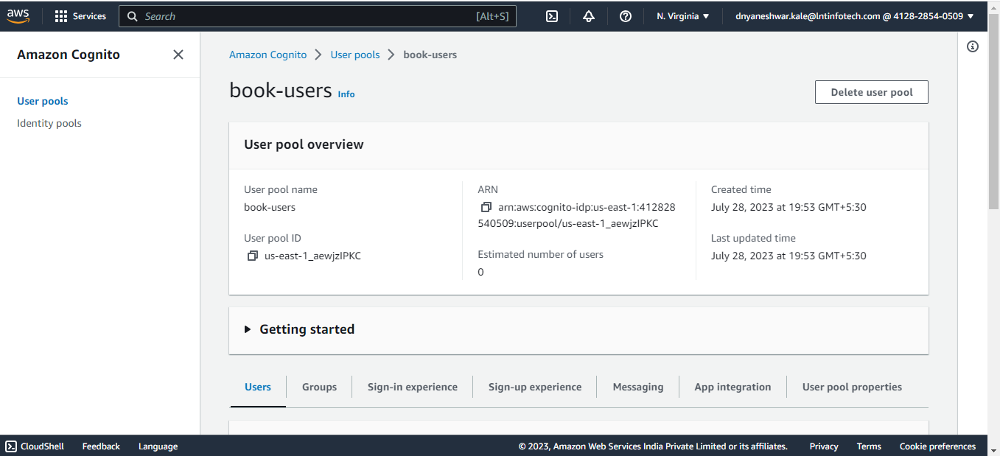 aws Services Search [Alt+S] N. Virginia dnyaneshwar.kale@lntinfotech.com @ 4128-2854-0509
Amazon Cognito
User pools
Identity pools
Amazon Cognito User pools book-users
book-users Info
Delete user pool
User pool overview
User pool name
book-users
User pool ID
us-east-1_aewjzIPKC
ARN
arn:aws:cognito-idp:us-east-1:412828
540509:userpool/us-east-1_aewjzIPKC
Estimated number of users
0
Created time
July 28, 2023 at 19:53 GMT+5:30
Last updated time
July 28, 2023 at 19:53 GMT+5:30
Getting started
Users Groups Sign-in experience Sign-up experience Messaging App integration User pool properties
CloudShell Feedback Language © 2023, Amazon Web Services India Private Limited or its affiliates. Privacy Terms Cookie preferences